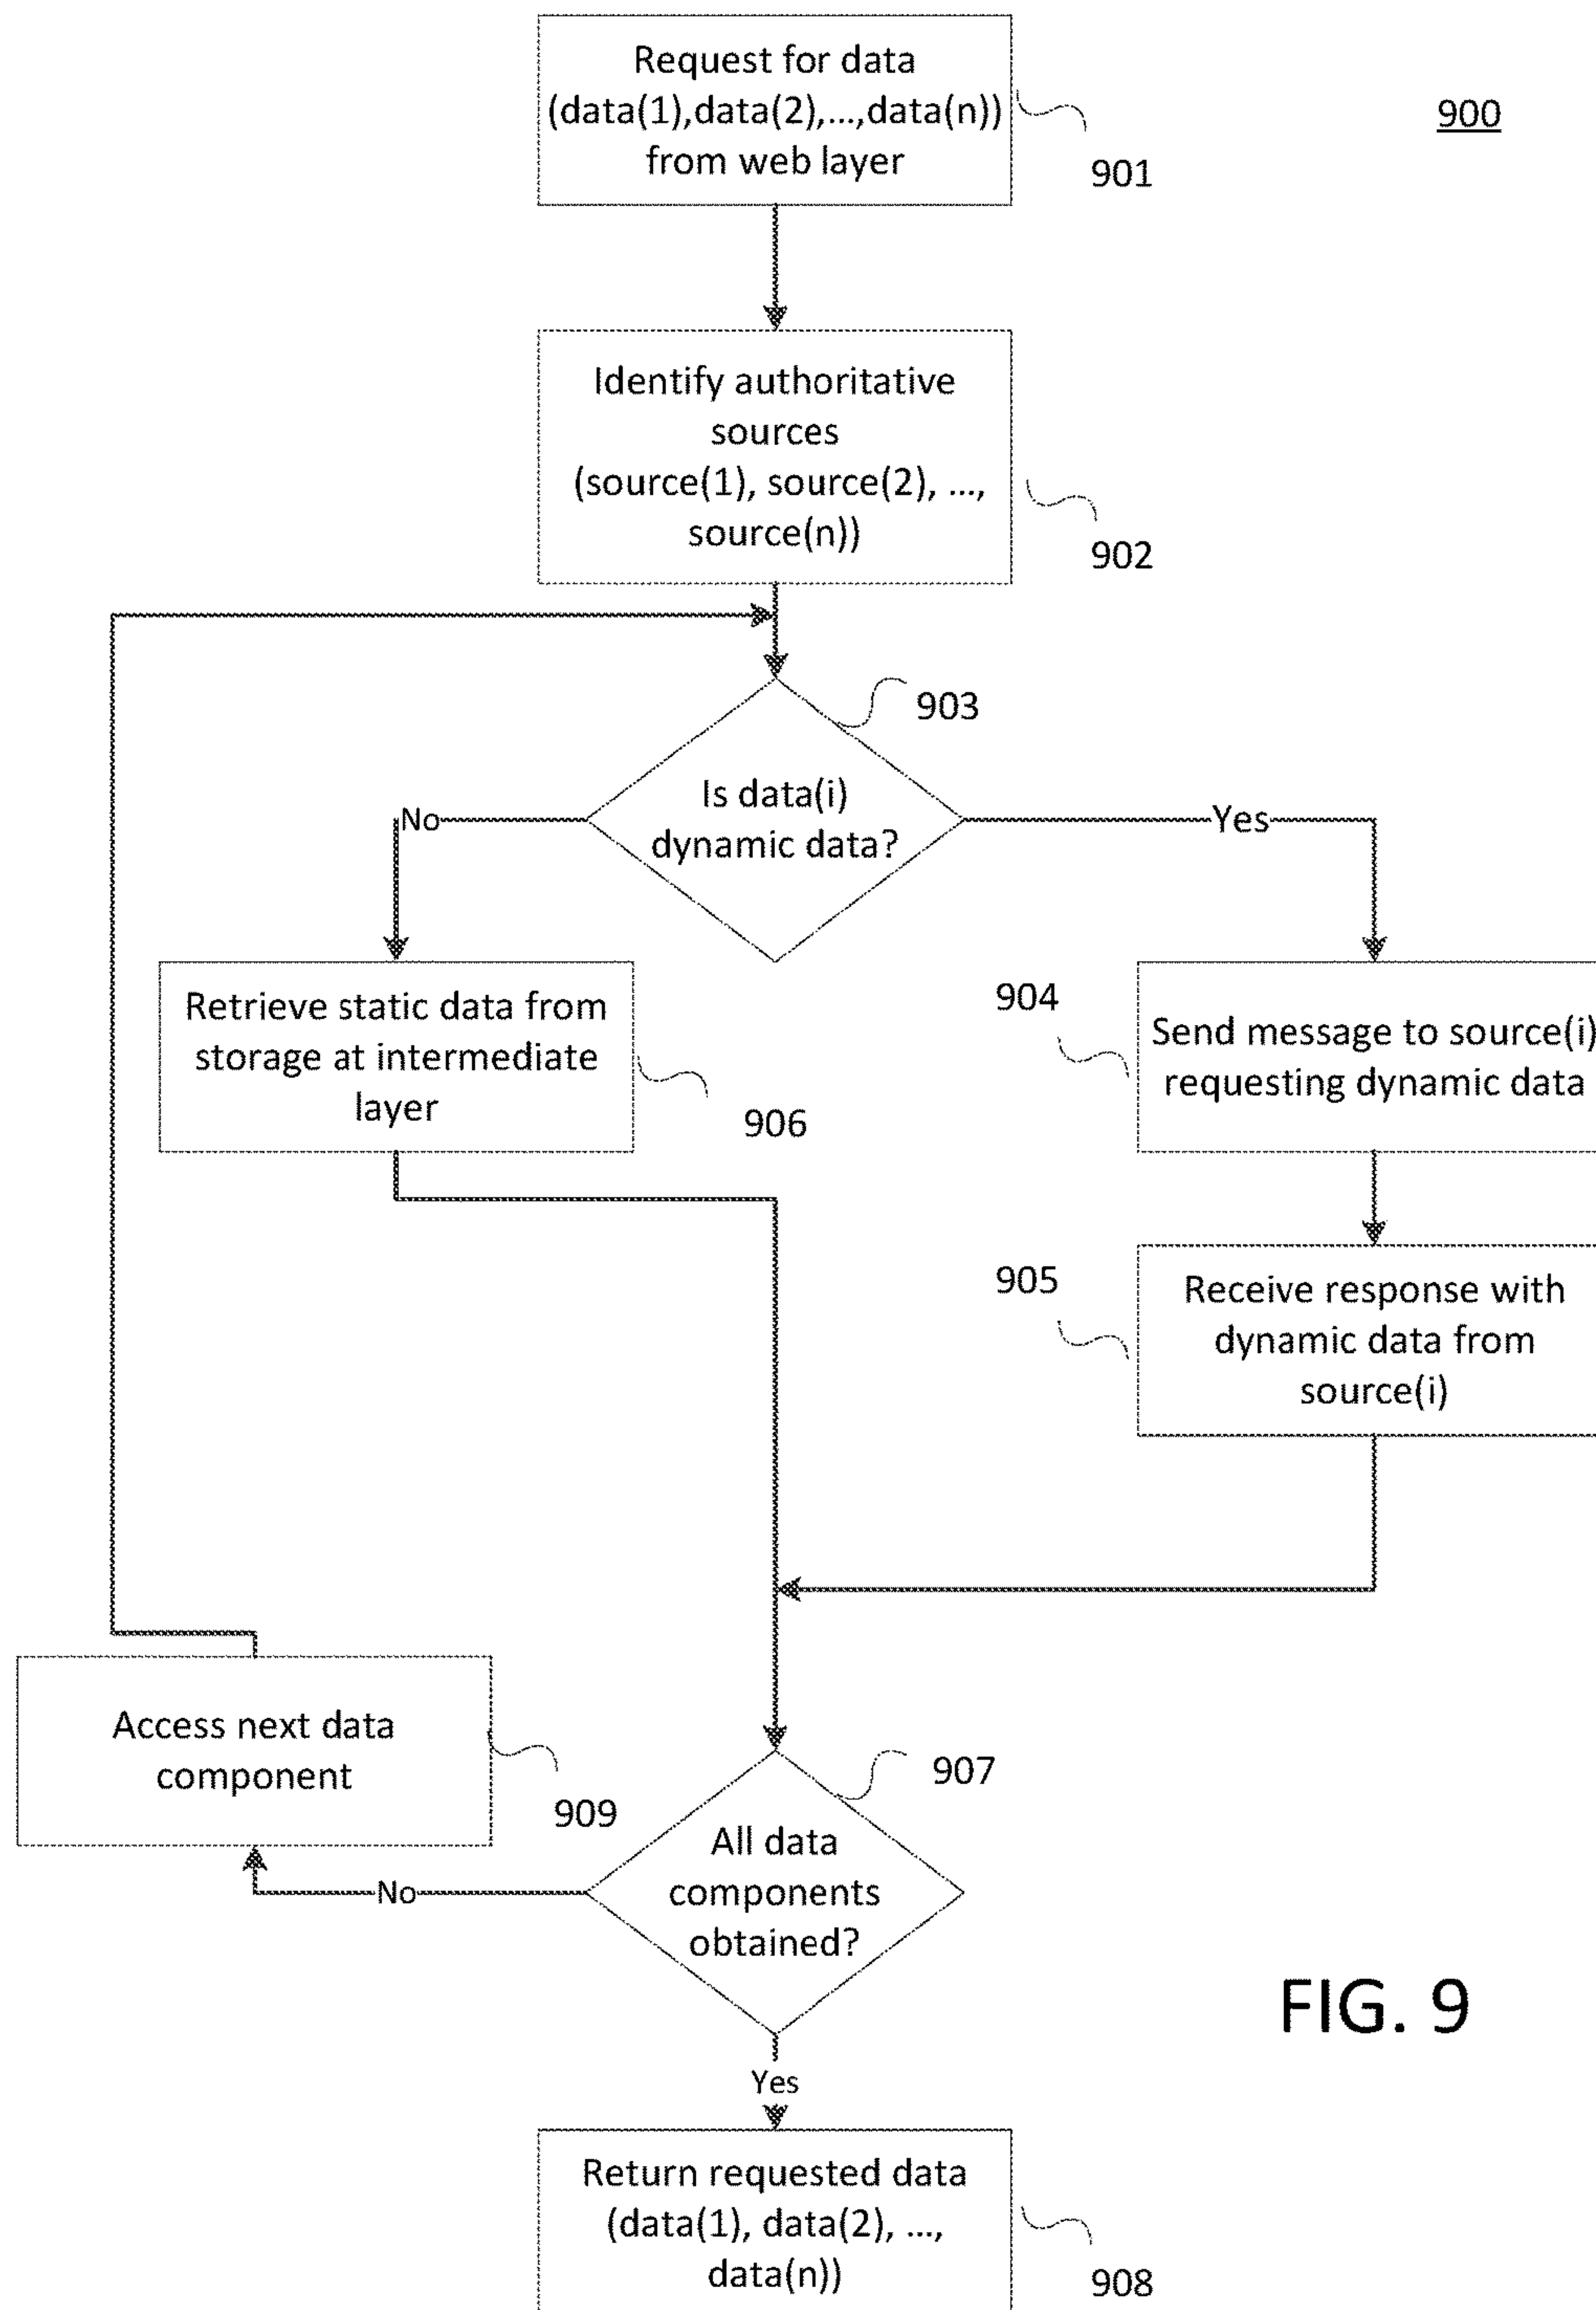 Request for data
(data(1),data(2),...,data(n))
from web layer
901
900
Identify authoritative
sources
(source(1), source(2), ...,
source(n))
902
903
Is data(i)
dynamic data?
No
Yes
Retrieve static data from
storage at intermediate
layer
906
904
Send message to source(i)
requesting dynamic data
905
Receive response with
dynamic data from
source(i)
Access next data
component
909
907
All data
components
obtained?
No
Yes
FIG. 9
Return requested data
(data(1), data(2), ...,
data(n))
908